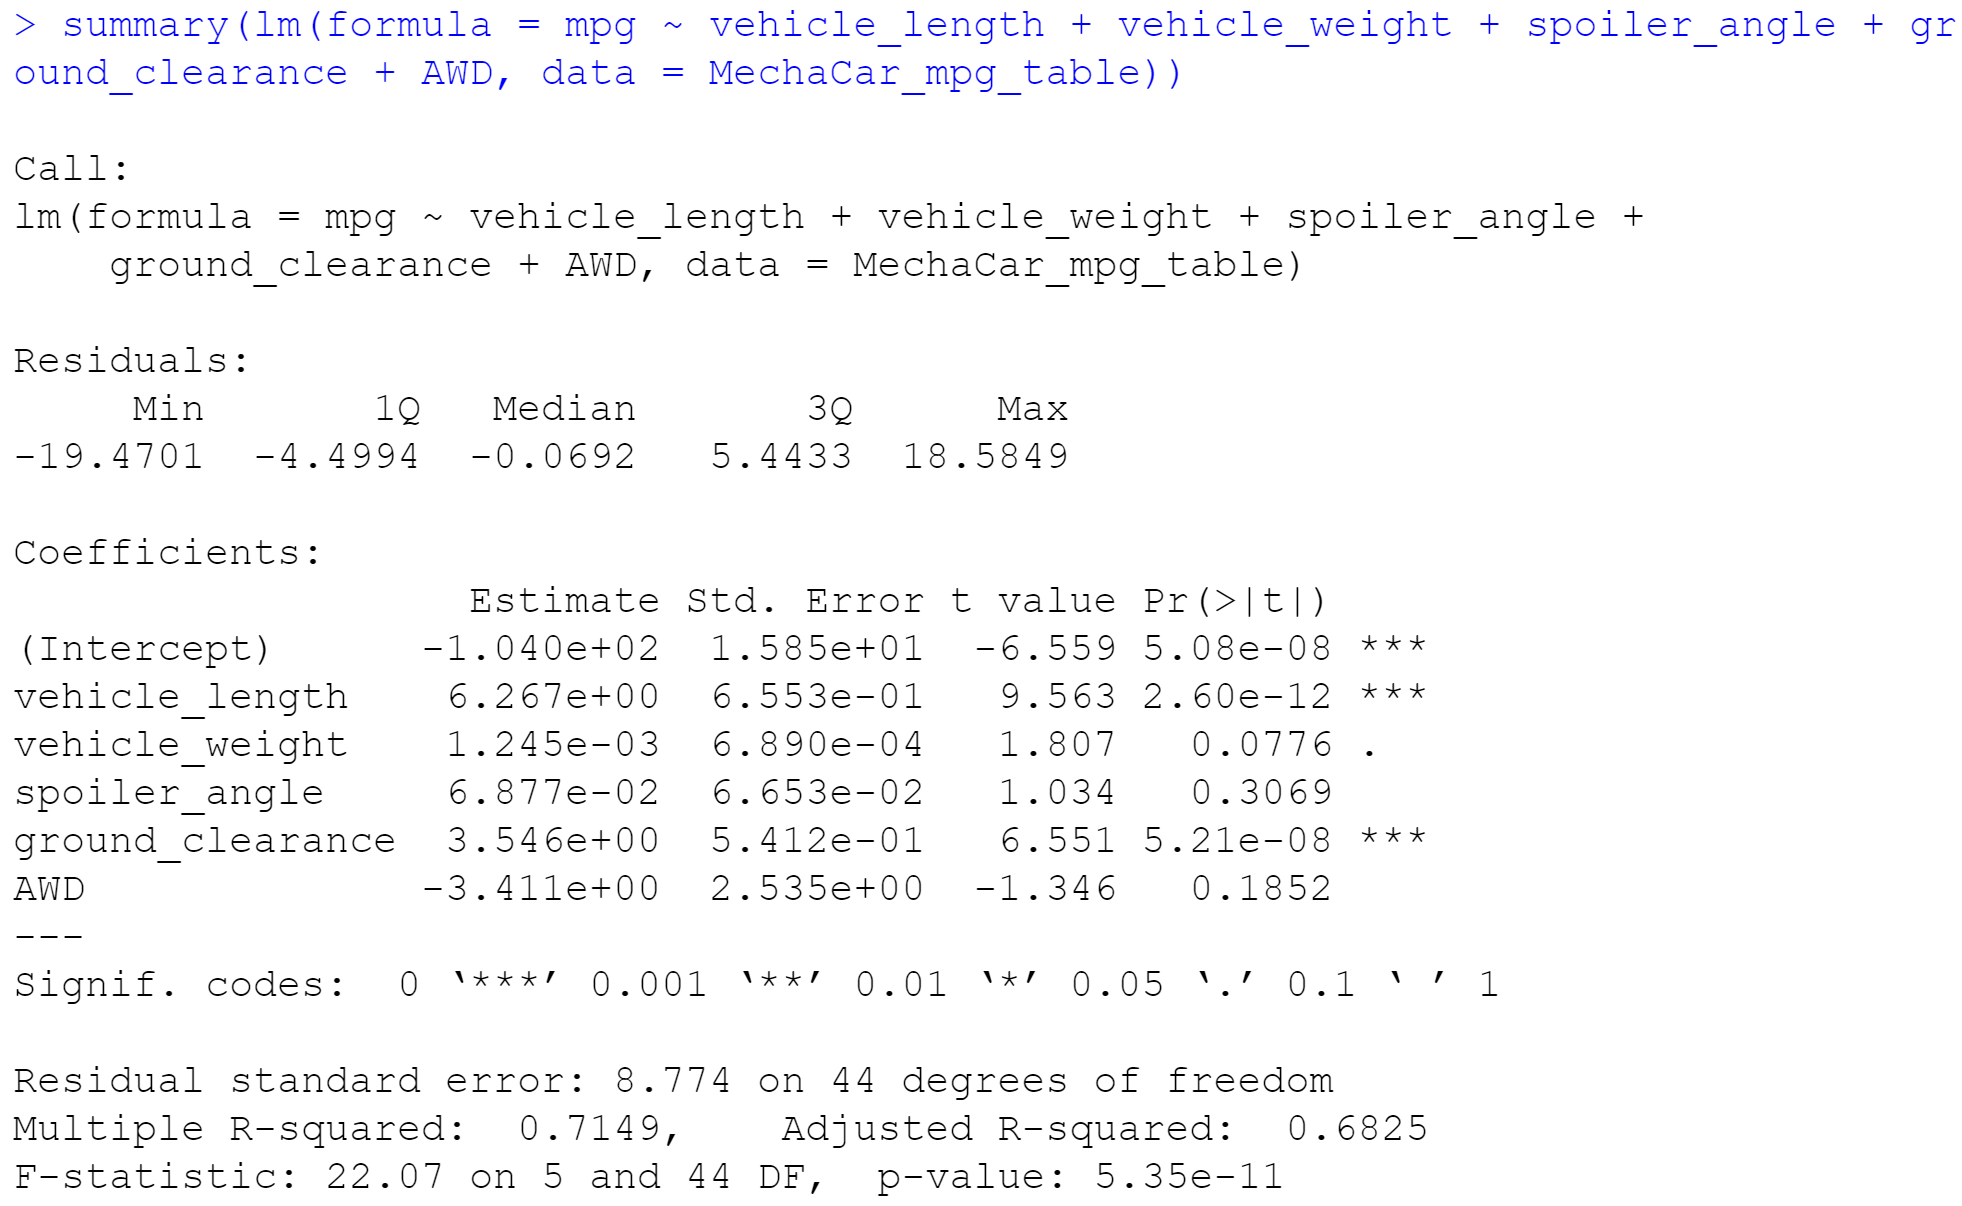 > summary(lm(formula = mpg ~ vehicle_length + vehicle_weight + spoiler_angle + gr
ound_clearance + AWD, data = MechaCar_mpg_table))
Call:
lm(formula = mpg ~ vehicle_length + vehicle_weight + spoiler_angle +
    ground_clearance + AWD, data = MechaCar_mpg_table)
Residuals:
     Min       1Q   Median       3Q      Max
-19.4701  -4.4994  -0.0692   5.4433  18.5849
Coefficients:
                   Estimate Std. Error t value Pr(>|t|)
(Intercept)      -1.040e+02  1.585e+01  -6.559 5.08e-08 ***
vehicle_length    6.267e+00  6.553e-01   9.563 2.60e-12 ***
vehicle_weight    1.245e-03  6.890e-04   1.807   0.0776 .
spoiler_angle     6.877e-02  6.653e-02   1.034   0.3069
ground_clearance  3.546e+00  5.412e-01   6.551 5.21e-08 ***
AWD              -3.411e+00  2.535e+00  -1.346   0.1852
---
Signif. codes:  0 ‘***’ 0.001 ‘**’ 0.01 ‘*’ 0.05 ‘.’ 0.1 ‘ ’ 1
Residual standard error: 8.774 on 44 degrees of freedom
Multiple R-squared:  0.7149,    Adjusted R-squared:  0.6825
F-statistic: 22.07 on 5 and 44 DF,  p-value: 5.35e-11